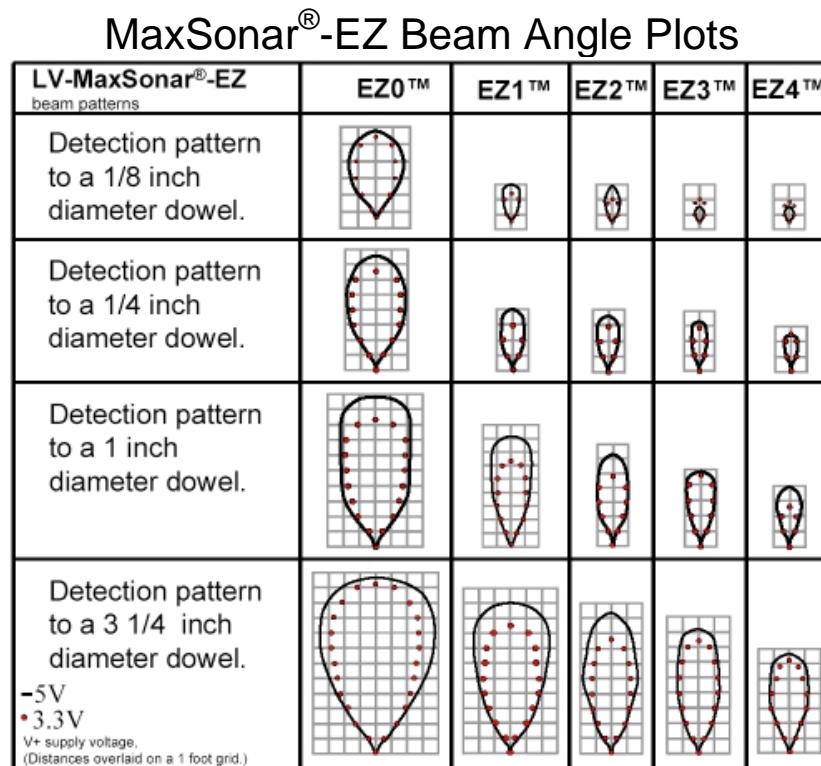 MaxSonar®-EZ Beam Angle Plots
LV-MaxSonar®-EZ
beam patterns
EZ0™
EZ1™
EZ2™
EZ3™
EZ4™
Detection pattern
to a 1/8 inch
diameter dowel.
Detection pattern
to a 1/4 inch
diameter dowel.
Detection pattern
to a 1 inch
diameter dowel.
Detection pattern
to a 3 1/4 inch
diameter dowel.
-5V
•3.3V
V+ supply voltage,
(Distances overlaid on a 1 foot grid.)